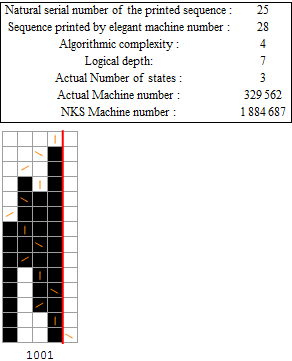 Natural serial number of the printed sequence : 25
Sequence printed by elegant machine number : 28
Algorithmic complexity : 4
Logical depth: 7
Actual Number of states : 3
Actual Machine number : 329 562
NKS Machine number : 1 884 687
1001